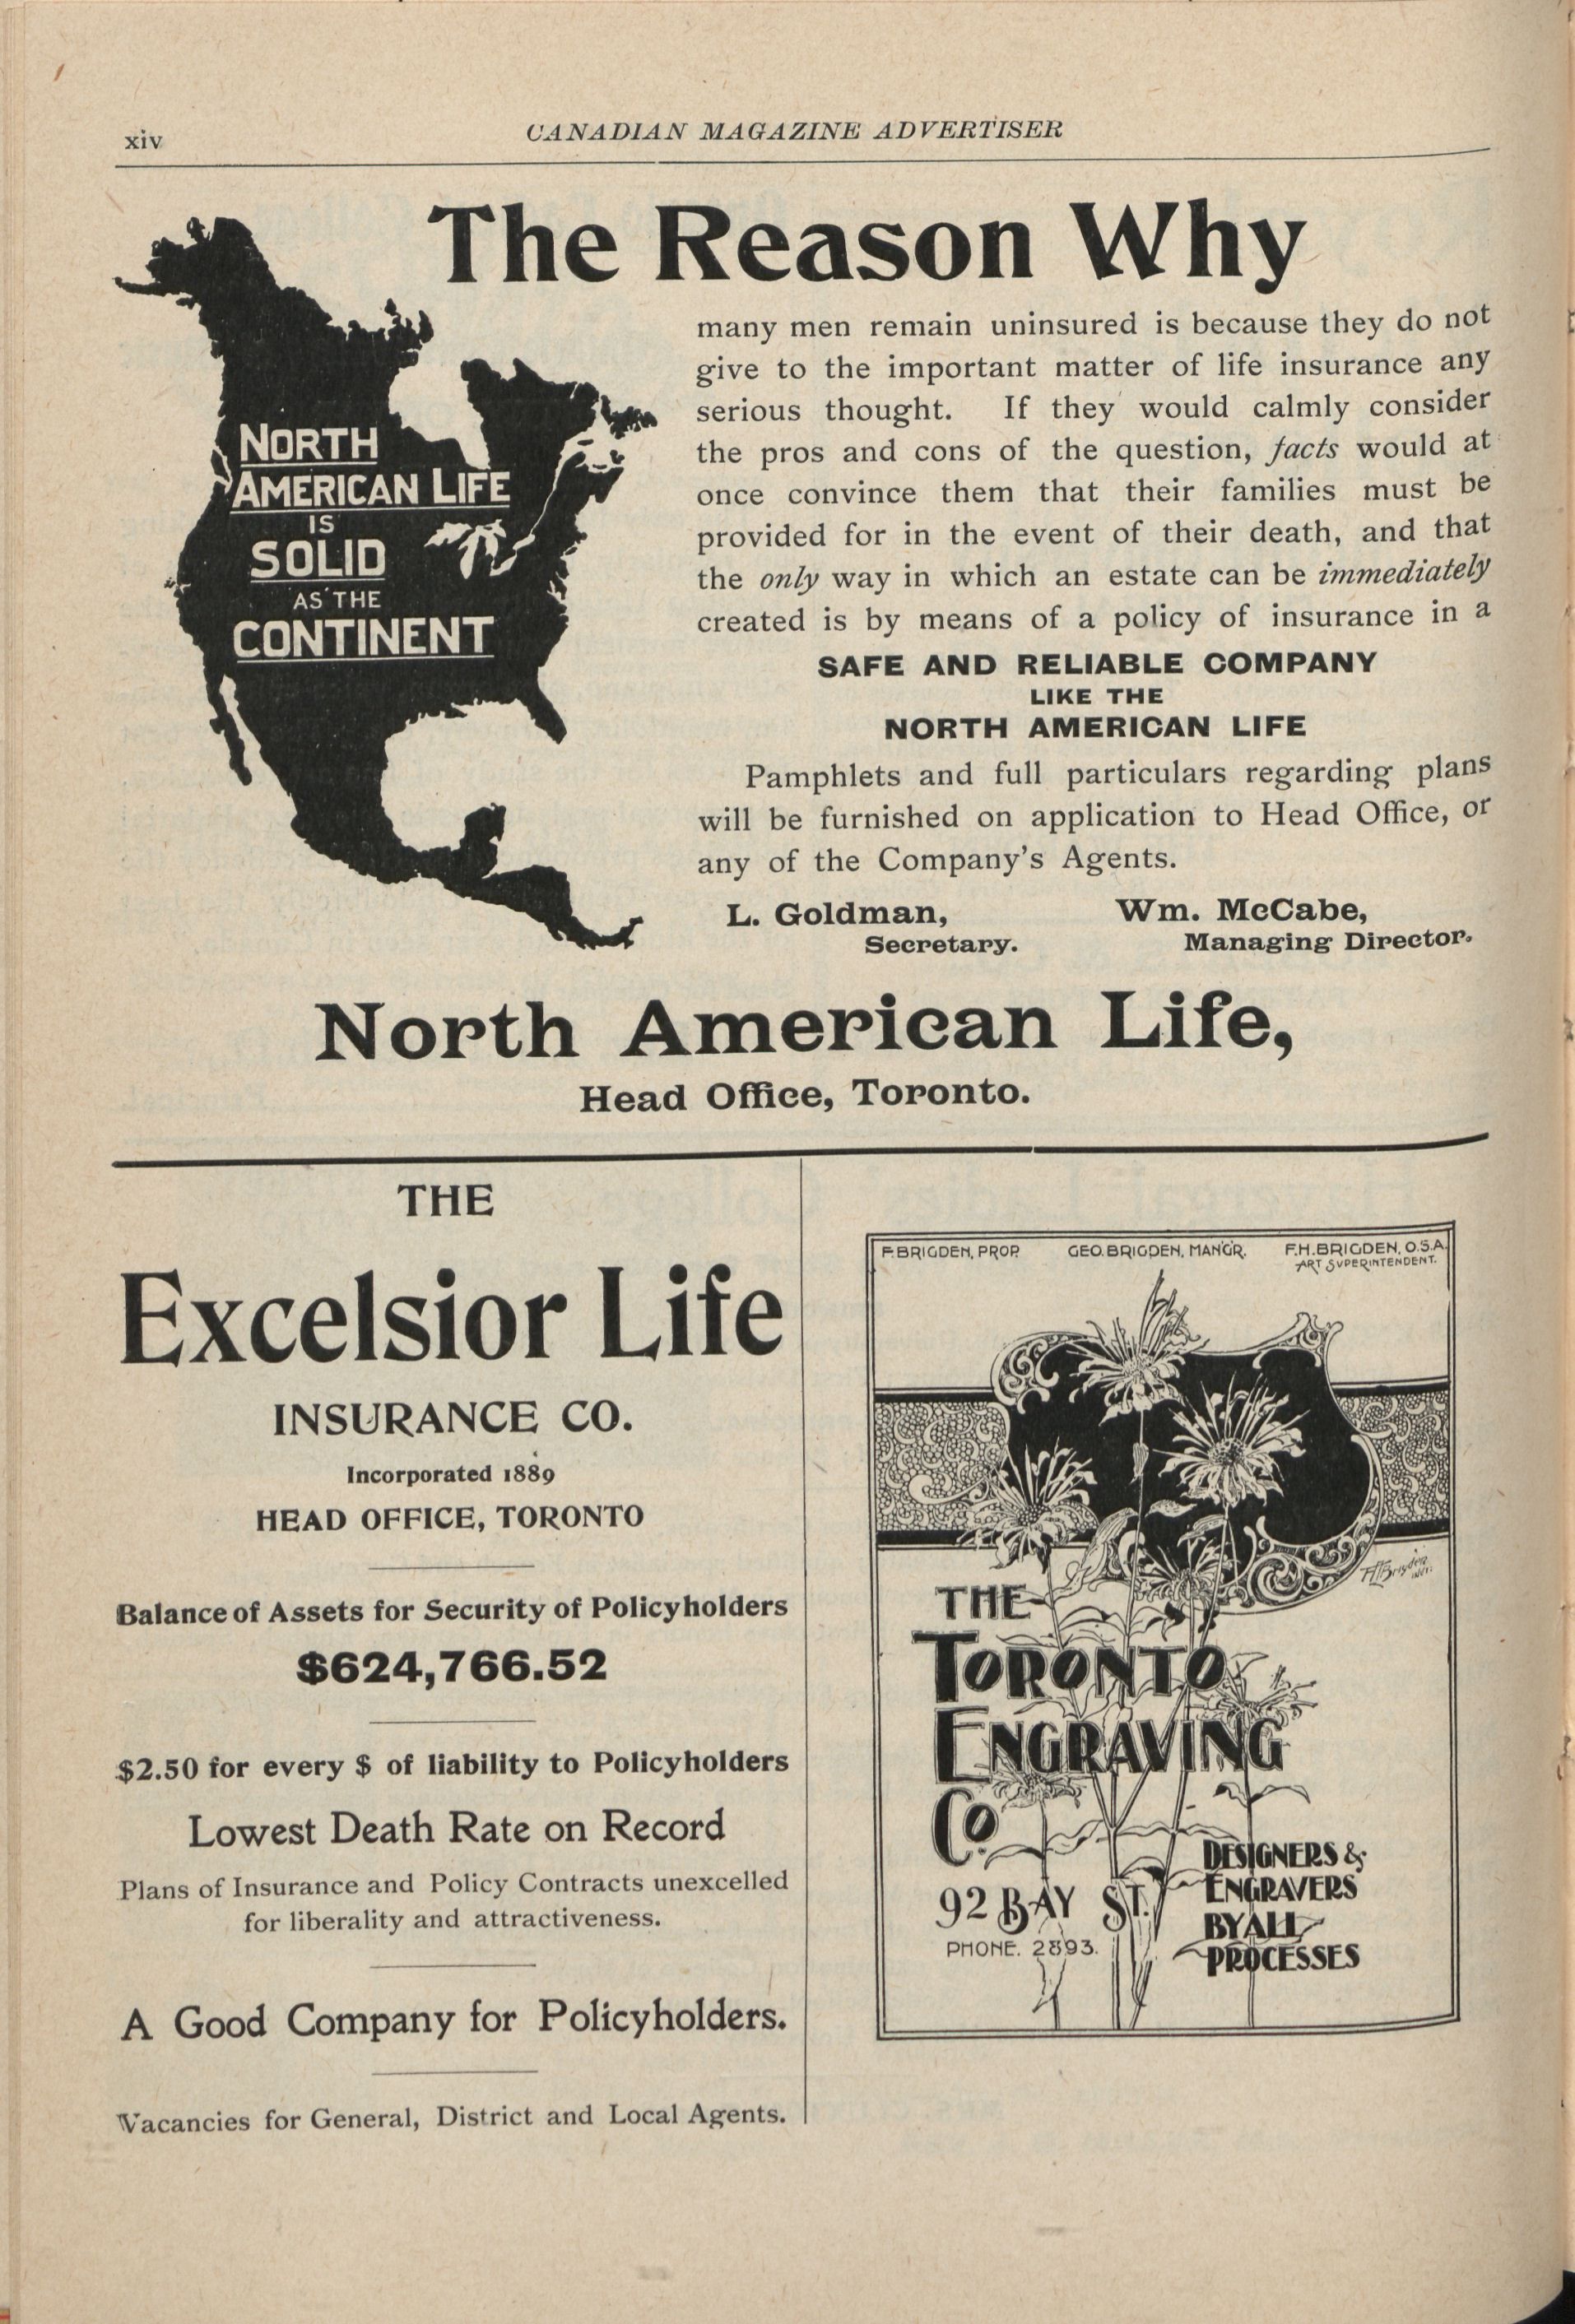 xiv
CANADIAN MAGAZINE ADVERTISER
The Reason Why
NORTH
AMERICAN LIFE
IS
SOLID
AS THE
CONTINENT
many men remain uninsured is because they do not
give to the important matter of life insurance any
serious thought. If they would calmly consider
the pros and cons of the question, facts would at
once convince them that their families must be
provided for in the event of their death, and that
the only way in which an estate can be immediately
created is by means of a policy of insurance in a
SAFE AND RELIABLE COMPANY
LIKE THE
NORTH AMERICAN LIFE
Pamphlets and full particulars regarding plans
will be furnished on application to Head Office, or
any of the Company's Agents.
L. Goldman,
Secretary.
Wm. McCabe,
Managing Director.
North American Life,
Head Office, Toronto.
THE
Excelsior Life
INSURANCE CO.
Incorporated 1889
HEAD OFFICE, TORONTO
Balance of Assets for Security of Policyholders
$624,766.52
$2.50 for every $ of liability to Policyholders
Lowest Death Rate on Record
Plans of Insurance and Policy Contracts unexcelled
for liberality and attractiveness.
A Good Company for Policyholders.
Vacancies for General, District and Local Agents.
F. BRIGDEN, PROP. GEO. BRIGDEN, MAN'GR. F.H. BRIGDEN, O.S.A.
ART SUPERINTENDENT.
FHBrigden
THE
TORONTO
ENGRAVING
CO.
92 BAY ST.
PHONE. 2893.
DESIGNERS &
ENGRAVERS
BY ALL
PROCESSES